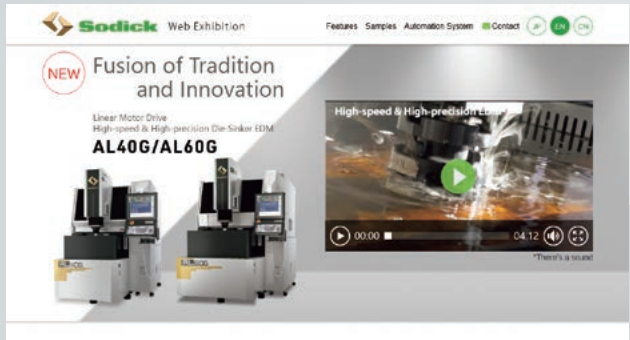 Sodick Web Exhibition
Features Samples Automation System Contact JP EN CN
NEW
Fusion of Tradition
and Innovation
Linear Motor Drive
High-speed & High-precision Die-Sinker EDM
AL40G/AL60G
High-speed & High-precision EDM
00:00 04:12
*There's a sound